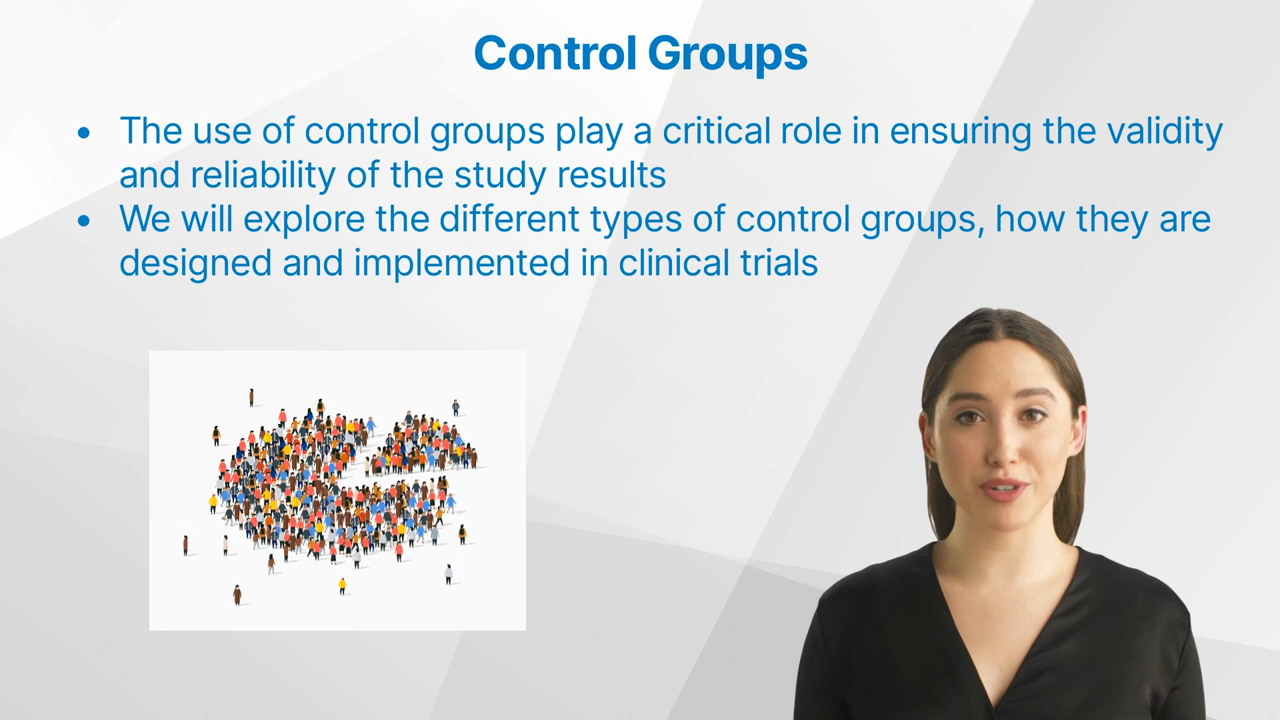 Control Groups
• The use of control groups play a critical role in ensuring the validity
and reliability of the study results
• We will explore the different types of control groups, how they are
designed and implemented in clinical trials